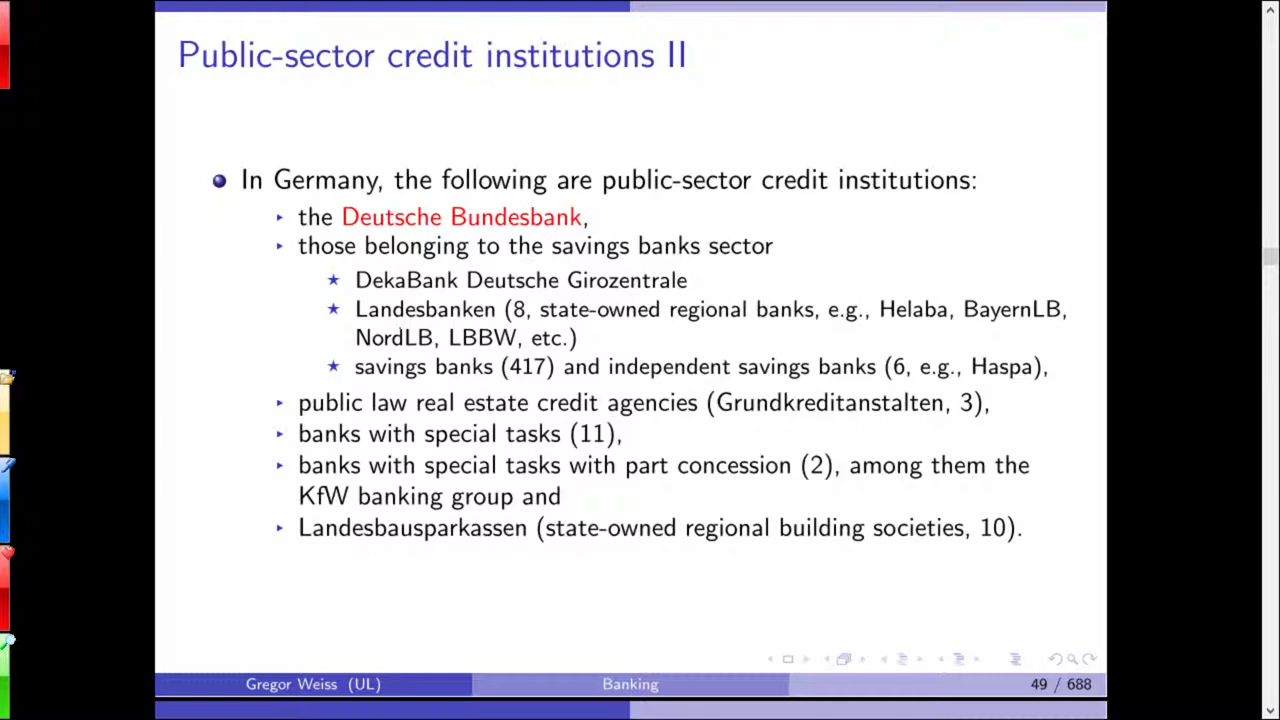 Public-sector credit institutions II
In Germany, the following are public-sector credit institutions:
the Deutsche Bundesbank,
those belonging to the savings banks sector
DekaBank Deutsche Girozentrale
Landesbanken (8, state-owned regional banks, e.g., Helaba, BayernLB,
NordLB, LBBW, etc.)
savings banks (417) and independent savings banks (6, e.g., Haspa),
public law real estate credit agencies (Grundkreditanstalten, 3),
banks with special tasks (11),
banks with special tasks with part concession (2), among them the
KfW banking group and
Landesbausparkassen (state-owned regional building societies, 10).
Gregor Weiss (UL) Banking 49 / 688